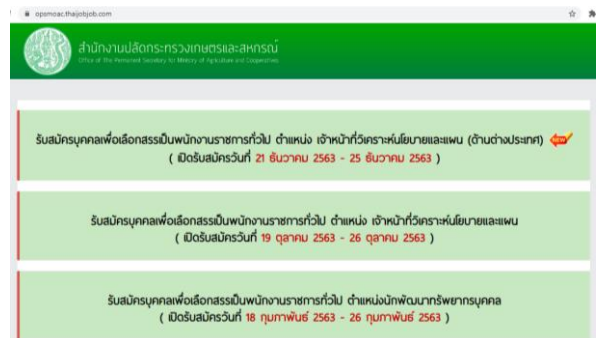 opsmoac.thaijobjob.com
สำนักงานปลัดกระทรวงเกษตรและสหกรณ์
Office of The Permanent Secretary for Ministry of Agriculture and Cooperatives
รับสมัครบุคคลเพื่อเลือกสรรเป็นพนักงานราชการทั่วไป ตำแหน่ง เจ้าหน้าที่วิเคราะห์นโยบายและแผน (ด้านต่างประเทศ) NEW
( เปิดรับสมัครวันที่ 21 ธันวาคม 2563 - 25 ธันวาคม 2563 )
รับสมัครบุคคลเพื่อเลือกสรรเป็นพนักงานราชการทั่วไป ตำแหน่ง เจ้าหน้าที่วิเคราะห์นโยบายและแผน
( เปิดรับสมัครวันที่ 19 ตุลาคม 2563 - 26 ตุลาคม 2563 )
รับสมัครบุคคลเพื่อเลือกสรรเป็นพนักงานราชการทั่วไป ตำแหน่งนักพัฒนาทรัพยากรบุคคล
( เปิดรับสมัครวันที่ 18 กุมภาพันธ์ 2563 - 26 กุมภาพันธ์ 2563 )